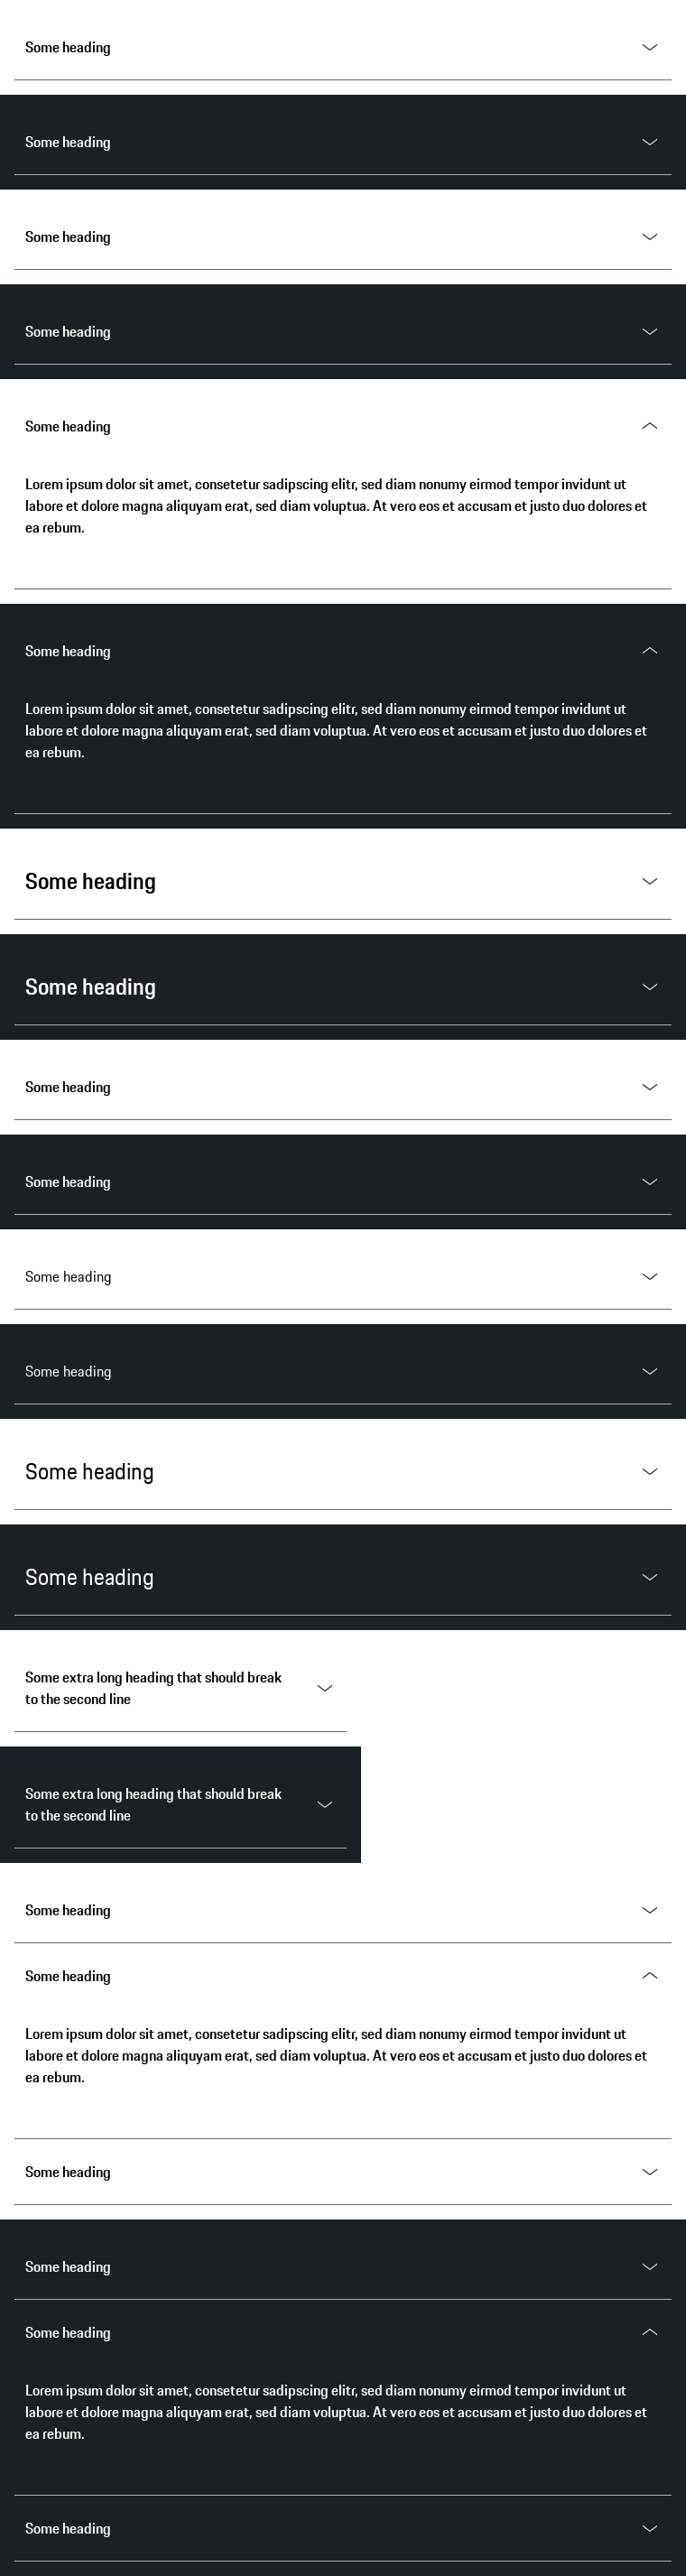 Some heading
Some heading
Some heading
Some heading
Some heading
Lorem ipsum dolor sit amet, consetetur sadipscing elitr, sed diam nonumy eirmod tempor invidunt ut
labore et dolore magna aliquyam erat, sed diam voluptua. At vero eos et accusam et justo duo dolores et
ea rebum.
Some heading
Lorem ipsum dolor sit amet, consetetur sadipscing elitr, sed diam nonumy eirmod tempor invidunt ut
labore et dolore magna aliquyam erat, sed diam voluptua. At vero eos et accusam et justo duo dolores et
ea rebum.
Some heading
Some heading
Some heading
Some heading
Some heading
Some heading
Some heading
Some heading
Some extra long heading that should break
to the second line
Some extra long heading that should break
to the second line
Some heading
Some heading
Lorem ipsum dolor sit amet, consetetur sadipscing elitr, sed diam nonumy eirmod tempor invidunt ut
labore et dolore magna aliquyam erat, sed diam voluptua. At vero eos et accusam et justo duo dolores et
ea rebum.
Some heading
Some heading
Some heading
Lorem ipsum dolor sit amet, consetetur sadipscing elitr, sed diam nonumy eirmod tempor invidunt ut
labore et dolore magna aliquyam erat, sed diam voluptua. At vero eos et accusam et justo duo dolores et
ea rebum.
Some heading